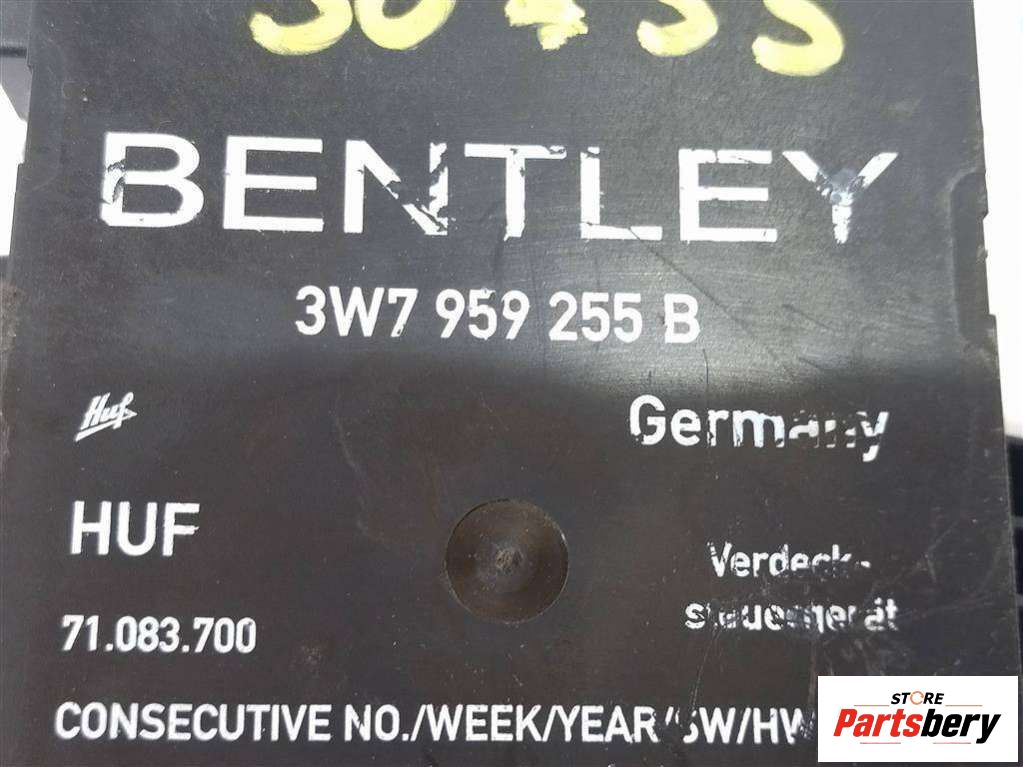 BENTLEY
3W7 959 255 B
Huf
Germany
HUF
Verdeck-
steuergerät
71.083.700
CONSECUTIVE NO./WEEK/YEAR/SW/HW
STORE
Partsbery